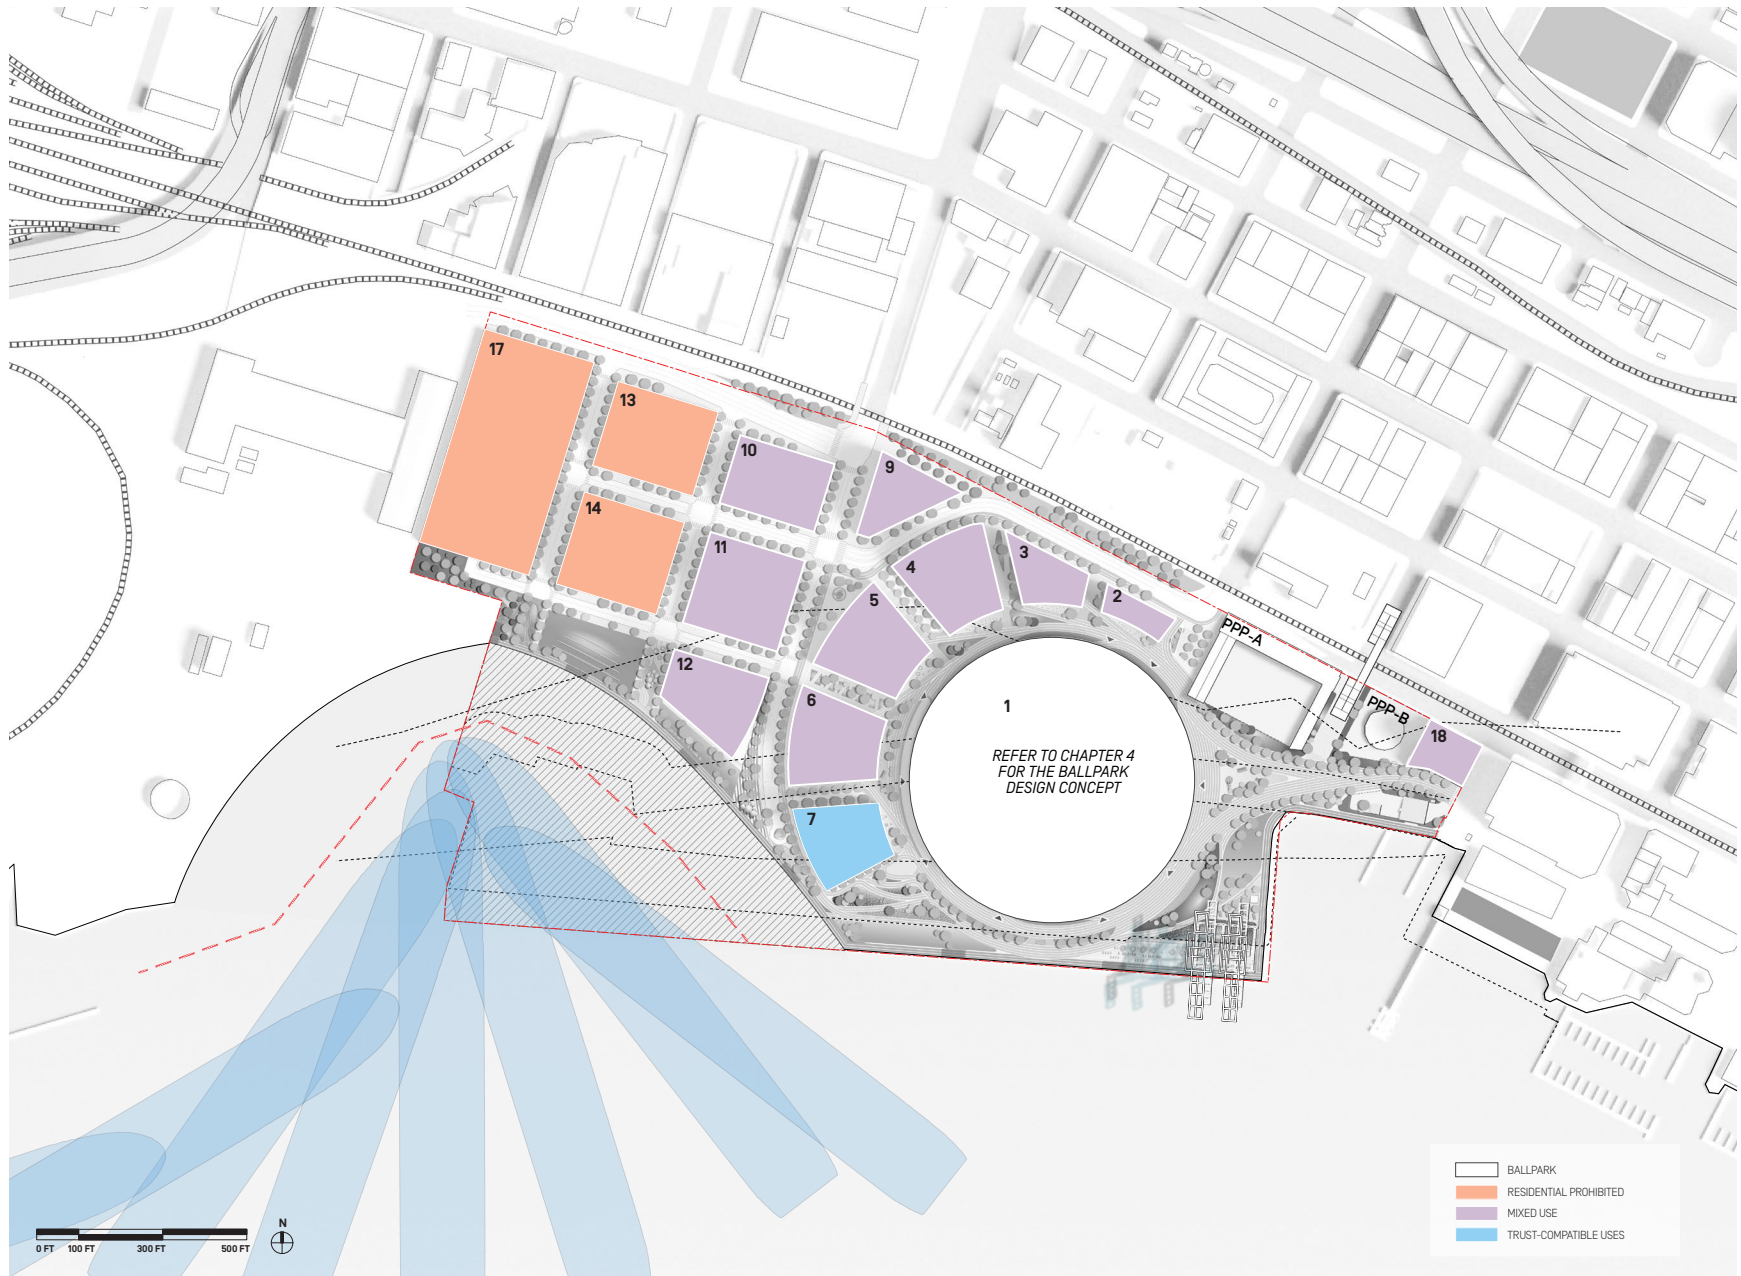 17
13
10
9
14
11
3
4
2
5
PPP-A
12
6
1
PPP-B
18
REFER TO CHAPTER 4
FOR THE BALLPARK
DESIGN CONCEPT
7
BALLPARK
RESIDENTIAL PROHIBITED
MIXED USE
TRUST-COMPATIBLE USES
N
0 FT 100 FT 300 FT 500 FT